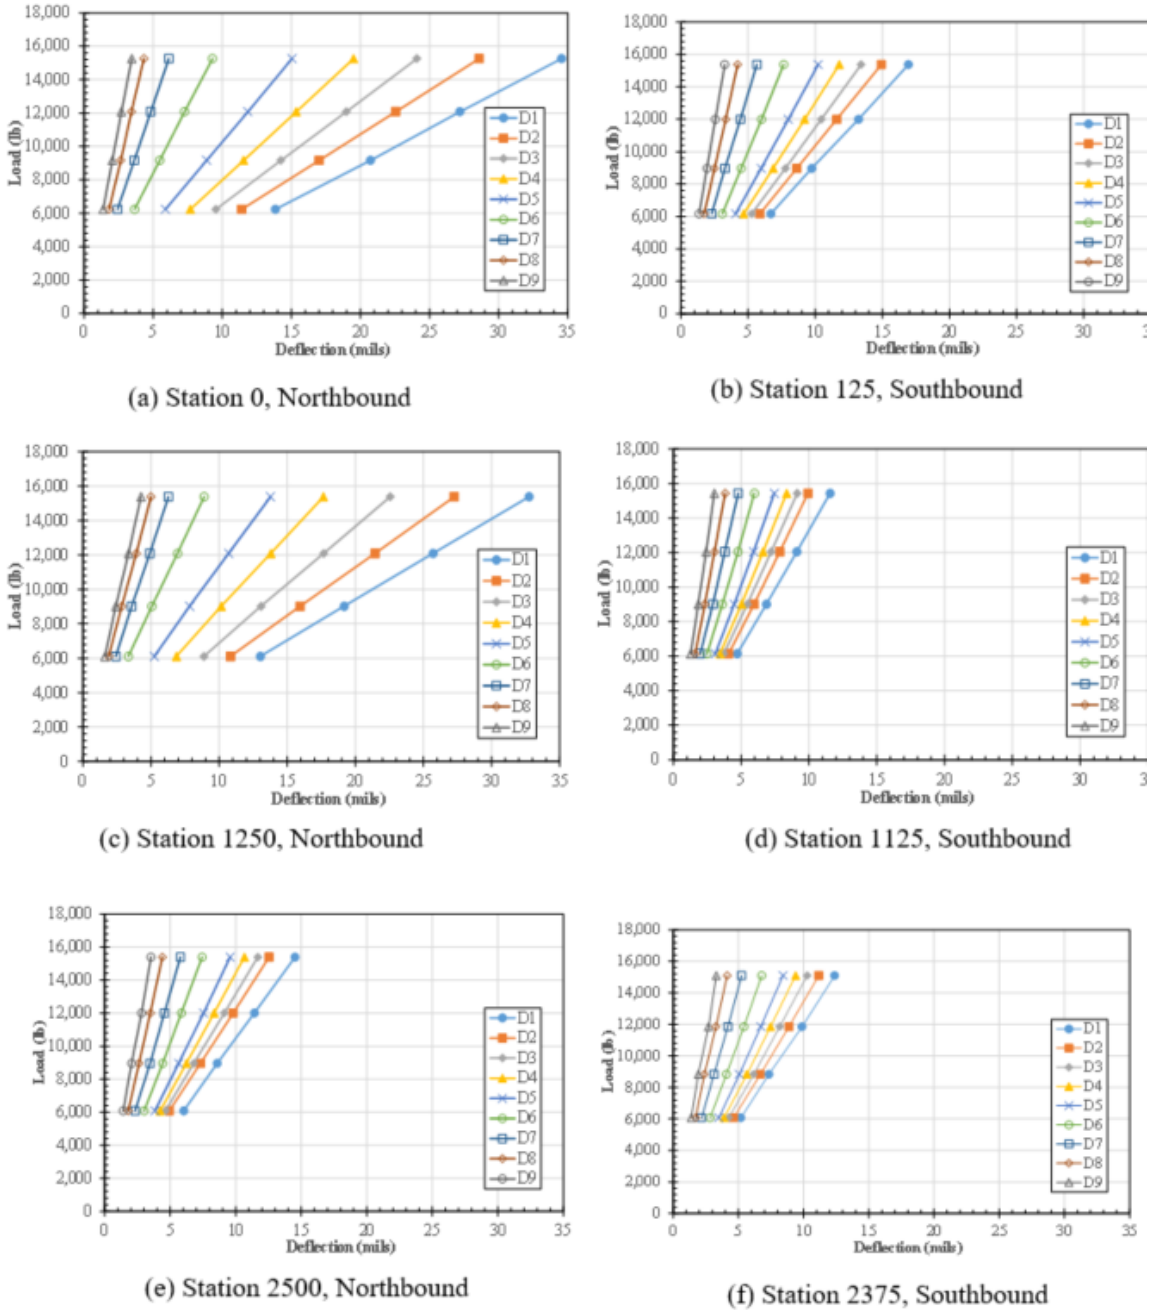 18,000
16,000
14,000
12,000
10,000
8,000
6,000
4,000
2,000
0
Load (lb)
D1
D2
D3
D4
D5
D6
D7
D8
D9
0 5 10 15 20 25 30 35
Deflection (mils)
(a) Station 0, Northbound
18,000
16,000
14,000
12,000
10,000
8,000
6,000
4,000
2,000
0
Load (lb)
D1
D2
D3
D4
D5
D6
D7
D8
D9
0 5 10 15 20 25 30 35
Deflection (mils)
(b) Station 125, Southbound
18,000
16,000
14,000
12,000
10,000
8,000
6,000
4,000
2,000
0
Load (lb)
D1
D2
D3
D4
D5
D6
D7
D8
D9
0 5 10 15 20 25 30 35
Deflection (mils)
(c) Station 1250, Northbound
18,000
16,000
14,000
12,000
10,000
8,000
6,000
4,000
2,000
0
Load (lb)
D1
D2
D3
D4
D5
D6
D7
D8
D9
0 5 10 15 20 25 30 35
Deflection (mils)
(d) Station 1125, Southbound
18,000
16,000
14,000
12,000
10,000
8,000
6,000
4,000
2,000
0
Load (lb)
D1
D2
D3
D4
D5
D6
D7
D8
D9
0 5 10 15 20 25 30 35
Deflection (mils)
(e) Station 2500, Northbound
18,000
16,000
14,000
12,000
10,000
8,000
6,000
4,000
2,000
0
Load (lb)
D1
D2
D3
D4
D5
D6
D7
D8
D9
0 5 10 15 20 25 30 35
Deflection (mils)
(f) Station 2375, Southbound